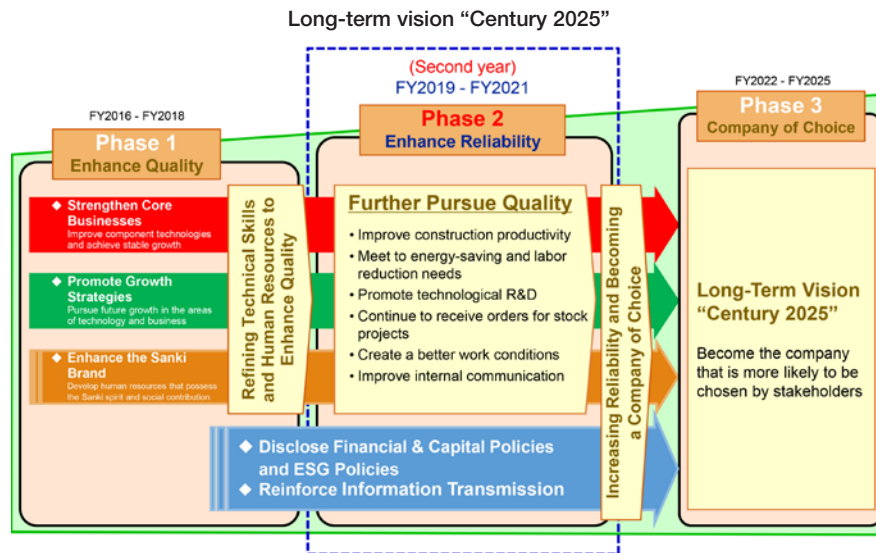 Long-term vision “Century 2025”
FY2016 - FY2018
Phase 1
Enhance Quality
(Second year)
FY2019 - FY2021
Phase 2
Enhance Reliability
FY2022 - FY2025
Phase 3
Company of Choice
◆ Strengthen Core
Businesses
Improve component technologies
and achieve stable growth
◆ Promote Growth
Strategies
Pursue future growth in the areas
of technology and business
◆ Enhance the Sanki
Brand
Develop human resources that possess
the Sanki spirit and social contribution
Refining Technical Skills
and Human Resources to
Enhance Quality
Further Pursue Quality
• Improve construction productivity
• Meet to energy-saving and labor
reduction needs
• Promote technological R&D
• Continue to receive orders for stock
projects
• Create a better work conditions
• Improve internal communication
◆ Disclose Financial & Capital Policies
and ESG Policies
◆ Reinforce Information Transmission
Increasing Reliability and Becoming
a Company of Choice
Long-Term Vision
“Century 2025”
Become the company
that is more likely to be
chosen by stakeholders